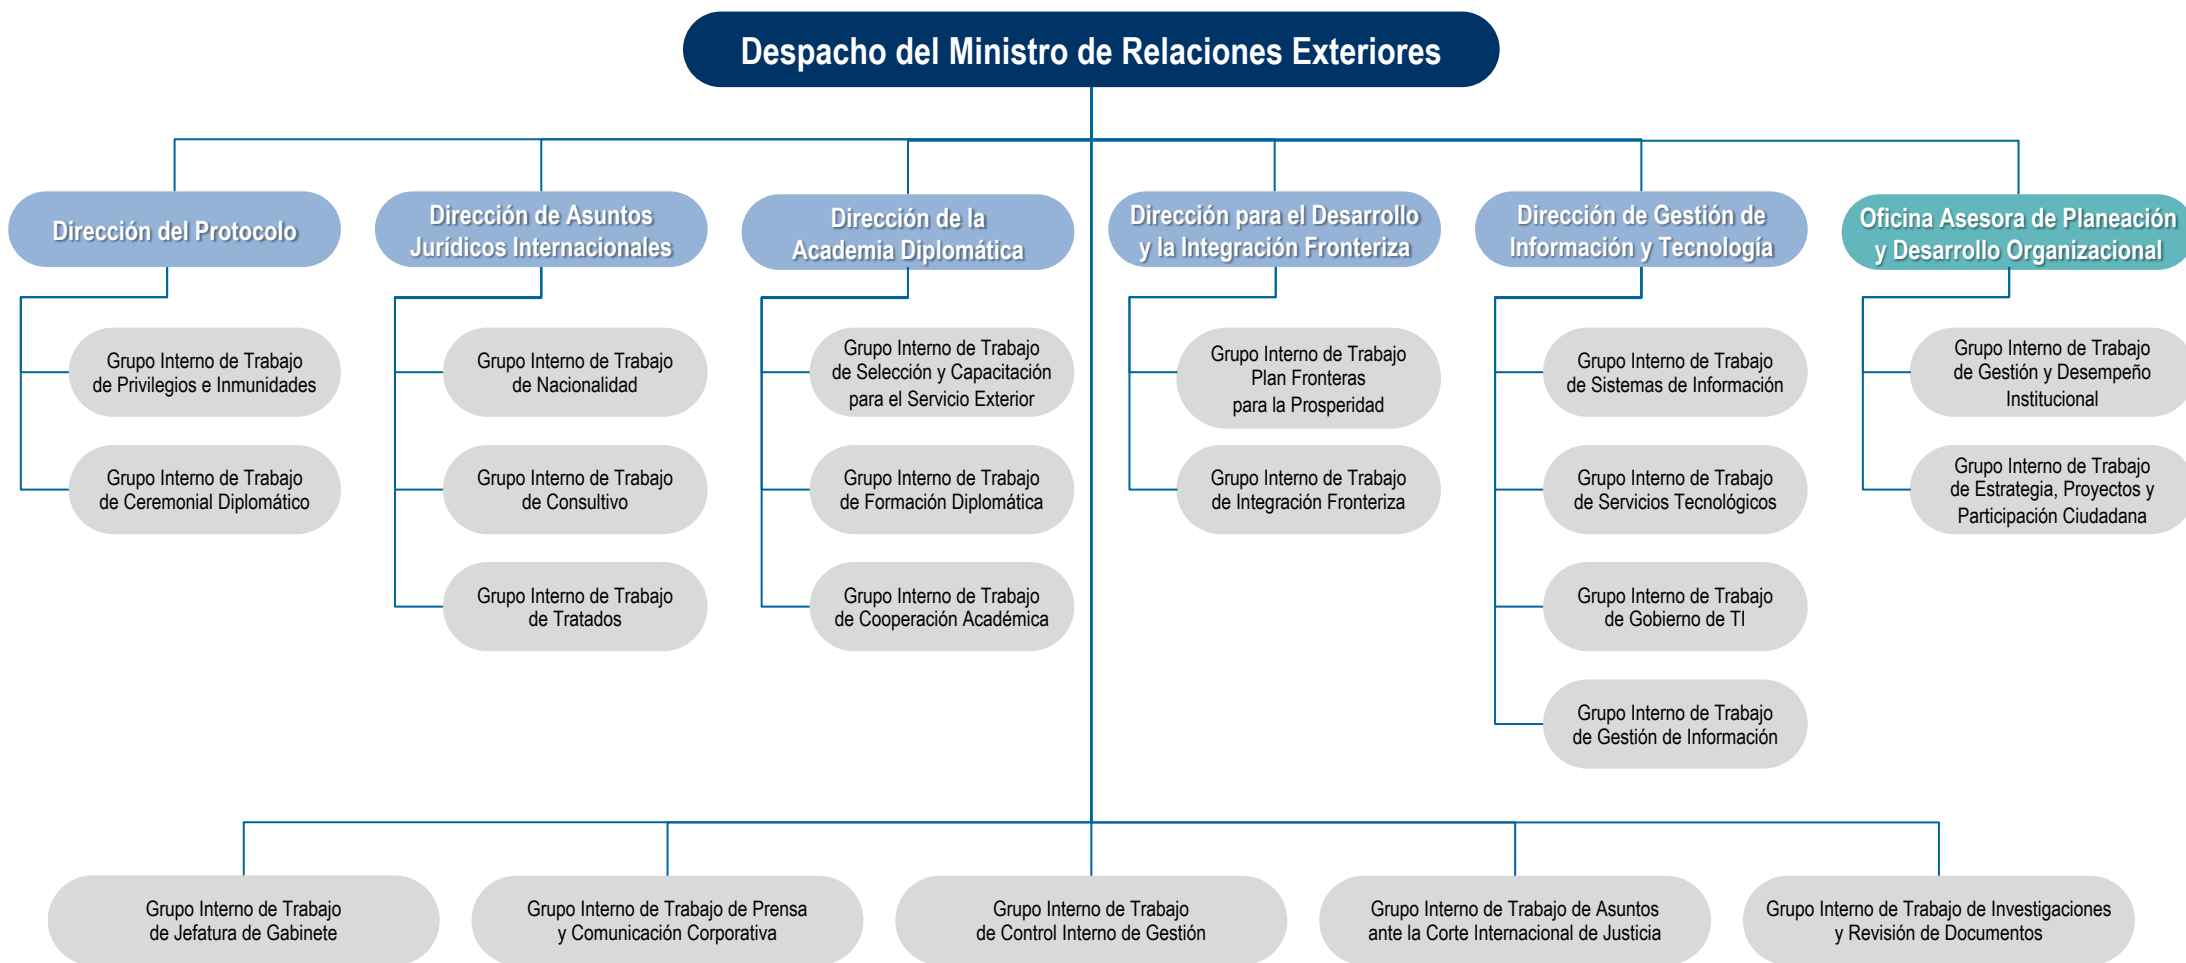 Despacho del Ministro de Relaciones Exteriores
Dirección del Protocolo
Grupo Interno de Trabajo
de Privilegios e Inmunidades
Grupo Interno de Trabajo
de Ceremonial Diplomático
Dirección de Asuntos
Jurídicos Internacionales
Grupo Interno de Trabajo
de Nacionalidad
Grupo Interno de Trabajo
de Consultivo
Grupo Interno de Trabajo
de Tratados
Dirección de la
Academia Diplomática
Grupo Interno de Trabajo
de Selección y Capacitación
para el Servicio Exterior
Grupo Interno de Trabajo
de Formación Diplomática
Grupo Interno de Trabajo
de Cooperación Académica
Dirección para el Desarrollo
y la Integración Fronteriza
Grupo Interno de Trabajo
Plan Fronteras
para la Prosperidad
Grupo Interno de Trabajo
de Integración Fronteriza
Dirección de Gestión de
Información y Tecnología
Grupo Interno de Trabajo
de Sistemas de Información
Grupo Interno de Trabajo
de Servicios Tecnológicos
Grupo Interno de Trabajo
de Gobierno de TI
Grupo Interno de Trabajo
de Gestión de Información
Oficina Asesora de Planeación
y Desarrollo Organizacional
Grupo Interno de Trabajo
de Gestión y Desempeño
Institucional
Grupo Interno de Trabajo
de Estrategia, Proyectos y
Participación Ciudadana
Grupo Interno de Trabajo
de Jefatura de Gabinete
Grupo Interno de Trabajo de Prensa
y Comunicación Corporativa
Grupo Interno de Trabajo
de Control Interno de Gestión
Grupo Interno de Trabajo de Asuntos
ante la Corte Internacional de Justicia
Grupo Interno de Trabajo de Investigaciones
y Revisión de Documentos